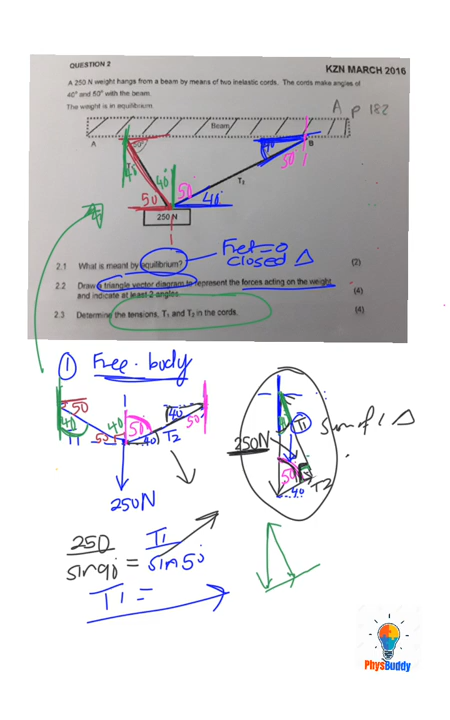 QUESTION 2
KZN MARCH 2016
A 250 N weight hangs from a beam by means of two inelastic cords. The cords make angles of
40° and 50° with the beam.
The weight is in equilibrium.
A p 182
Beam
A
50
40
B
40
50
40
50
T₂
50
40
250 N
2.1 What is meant by equilibrium?
Fnet=0
closed Δ
(2)
2.2 Draw a triangle vector diagram to represent the forces acting on the weight
and indicate at least 2 angles.
(4)
2.3 Determine the tensions, T₁ and T₂ in the cords.
(4)
① Free-body
50
40
T1
50
40
50
40
T2
40
50
250N
T1
250N
50
40
T2
Sum of L Δ
250
sin90
=
T1
sin50
T1 =
PhysBuddy